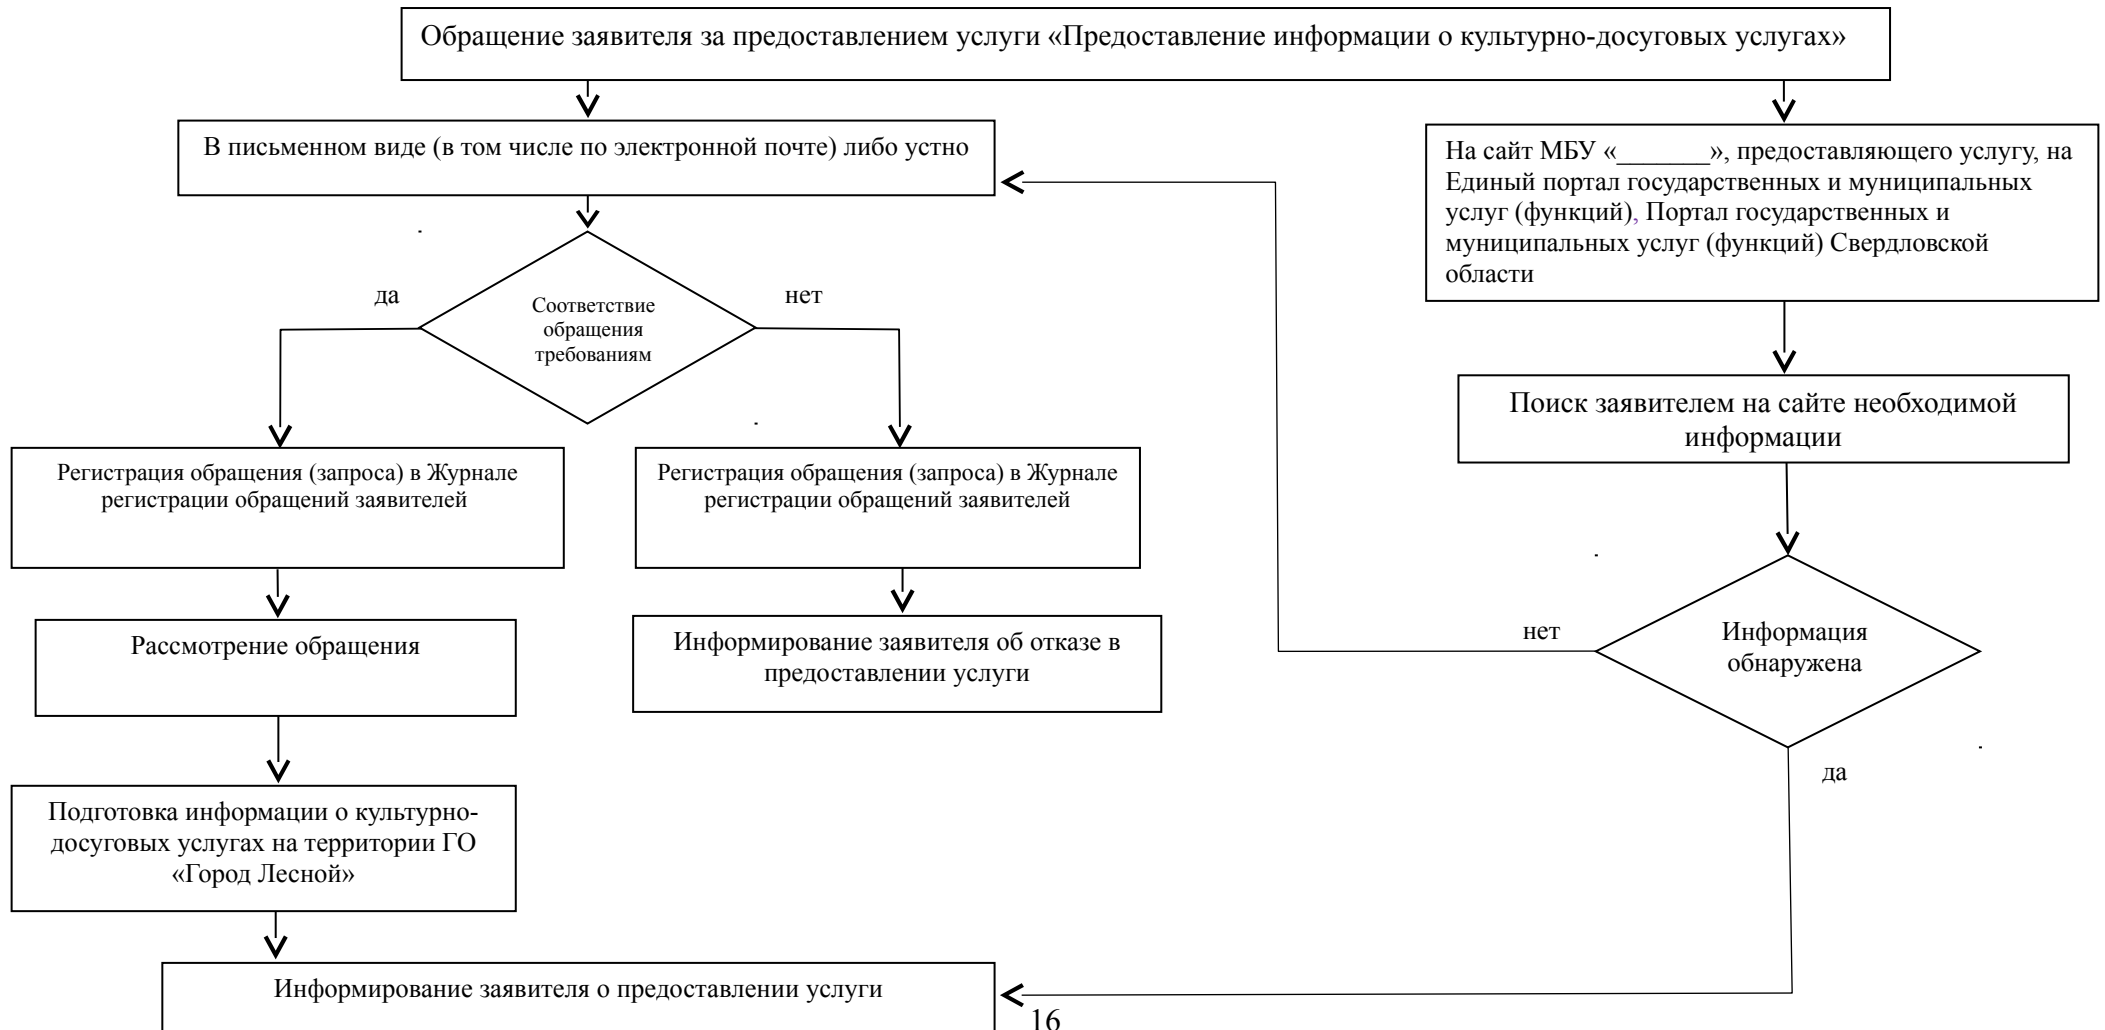 Обращение заявителя за предоставлением услуги «Предоставление информации о культурно-досуговых услугах»
В письменном виде (в том числе по электронной почте) либо устно
На сайт МБУ «_______», предоставляющего услугу, на
Единый портал государственных и муниципальных
услуг (функций), Портал государственных и
муниципальных услуг (функций) Свердловской
области
да
нет
Соответствие
обращения
требованиям
Поиск заявителем на сайте необходимой
информации
Регистрация обращения (запроса) в Журнале
регистрации обращений заявителей
Регистрация обращения (запроса) в Журнале
регистрации обращений заявителей
Рассмотрение обращения
Информирование заявителя об отказе в
предоставлении услуги
нет
Информация
обнаружена
да
Подготовка информации о культурно-
досуговых услугах на территории ГО
«Город Лесной»
Информирование заявителя о предоставлении услуги
16